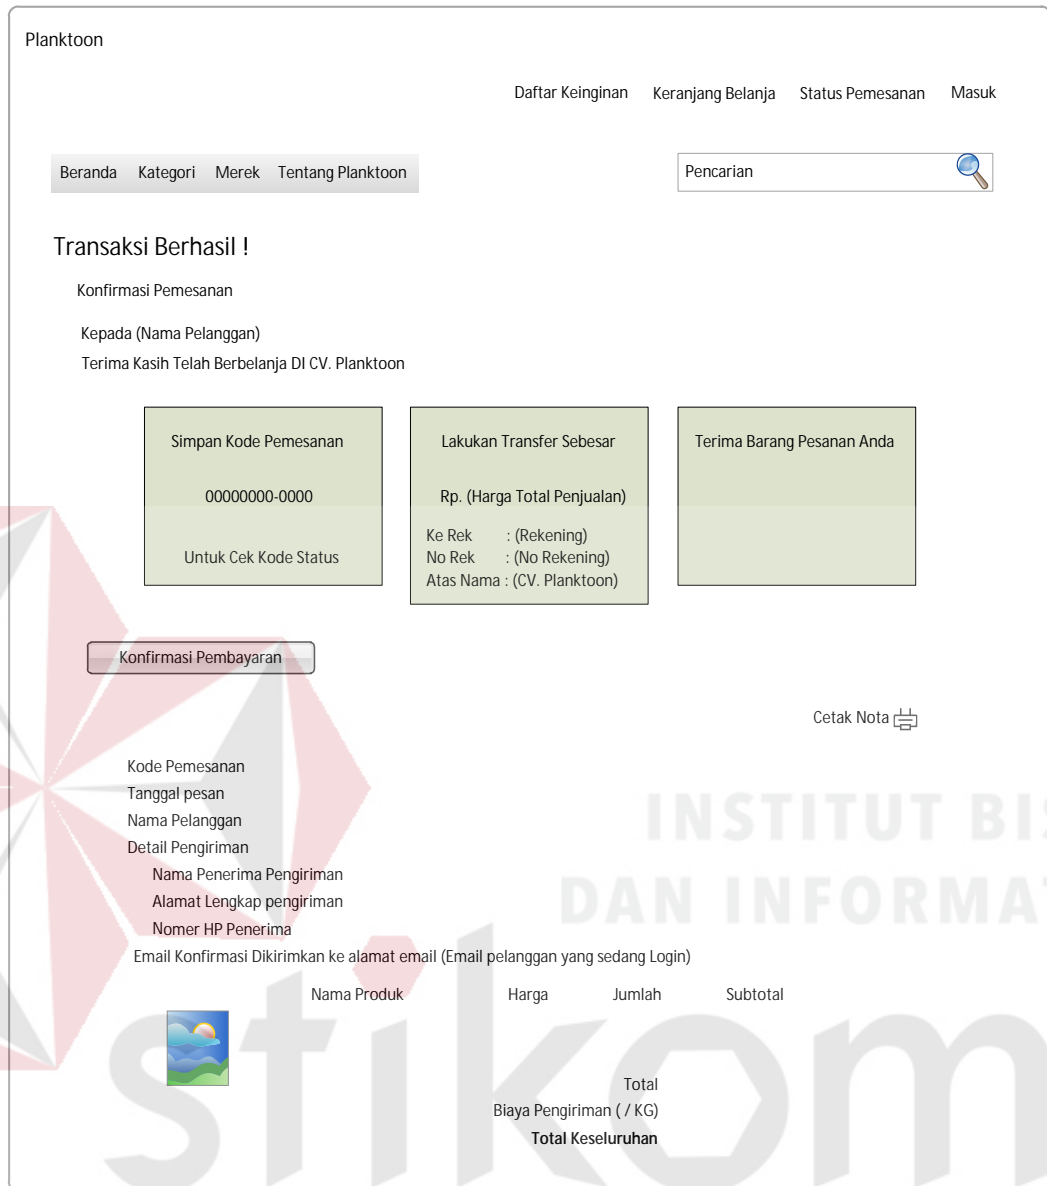 Planktoon
Daftar Keinginan Keranjang Belanja Status Pemesanan Masuk
Beranda Kategori Merek Tentang Planktoon Pencarian
Transaksi Berhasil !
Konfirmasi Pemesanan
Kepada (Nama Pelanggan)
Terima Kasih Telah Berbelanja DI CV. Planktoon
Simpan Kode Pemesanan
00000000-0000
Untuk Cek Kode Status
Lakukan Transfer Sebesar
Rp. (Harga Total Penjualan)
Ke Rek : (Rekening)
No Rek : (No Rekening)
Atas Nama : (CV. Planktoon)
Terima Barang Pesanan Anda
Konfirmasi Pembayaran
Cetak Nota
Kode Pemesanan
Tanggal pesan
Nama Pelanggan
Detail Pengiriman
Nama Penerima Pengiriman
Alamat Lengkap pengiriman
Nomer HP Penerima
Email Konfirmasi Dikirimkan ke alamat email (Email pelanggan yang sedang Login)
Nama Produk Harga Jumlah Subtotal
Total
Biaya Pengiriman ( / KG)
Total Keseluruhan
INSTITUT BIS
DAN INFORMA
stikom